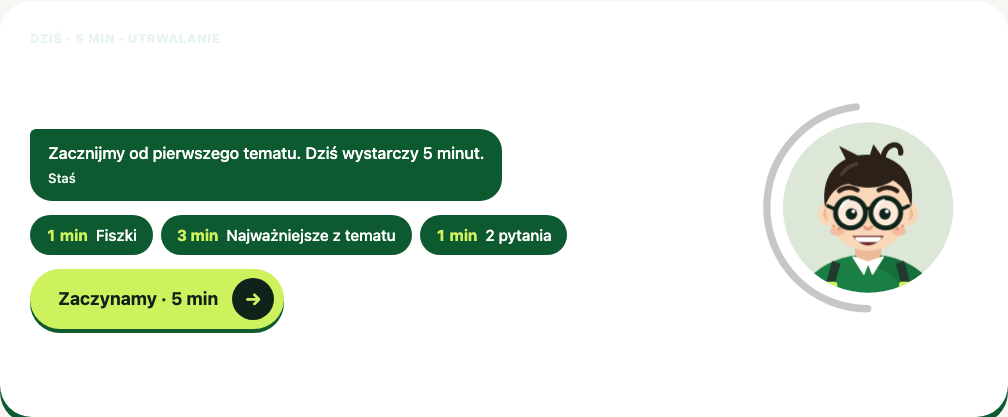 DZIŚ · 5 MIN · UTRWALANIE
Zacznijmy od pierwszego tematu. Dziś wystarczy 5 minut.
Staś
1 min Fiszki
3 min Najważniejsze z tematu
1 min 2 pytania
Zaczynamy · 5 min